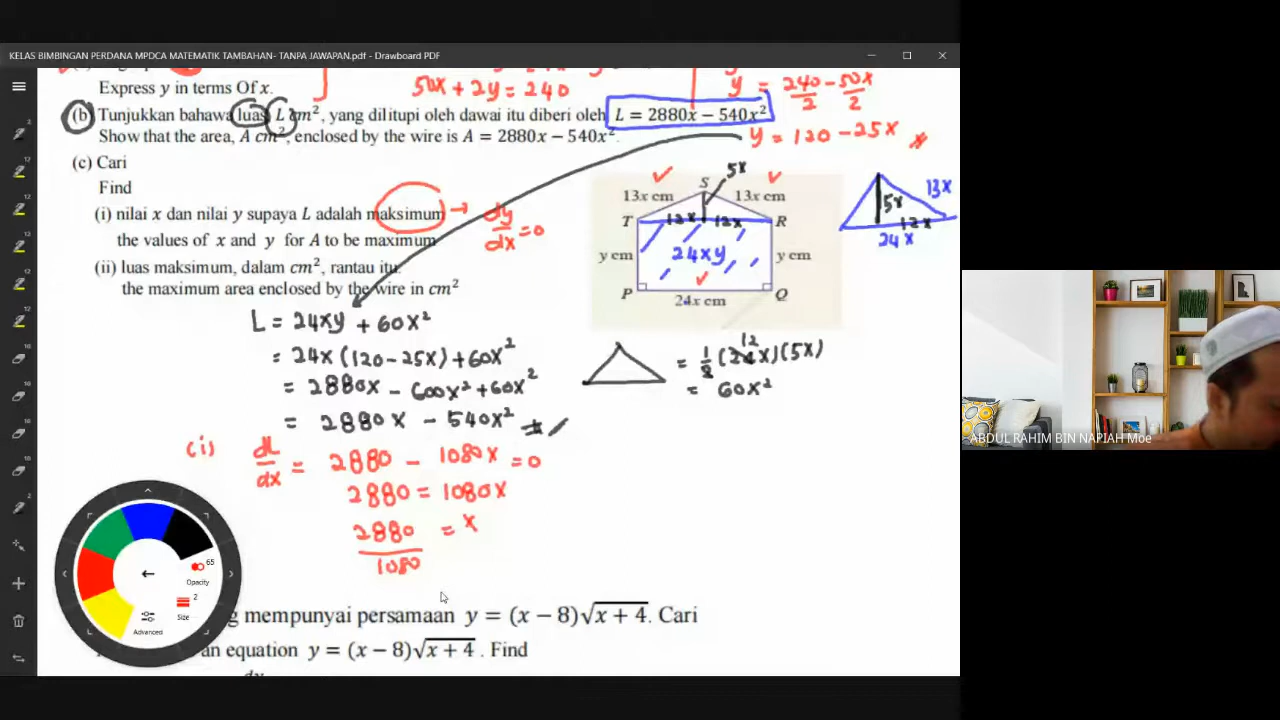 KELAS BIMBINGAN PERDANA MPDCA MATEMATIK TAMBAHAN- TANPA JAWAPAN.pdf - Drawboard PDF
Express y in terms Of x.
50x + 2y = 240
y = 240 - 50x
2 2
(b) Tunjukkan bahawa luas, L cm², yang dilitupi oleh dawai itu diberi oleh L = 2880x − 540x²
Show that the area, A cm², enclosed by the wire is A = 2880x − 540x².
y = 120 - 25x
(c) Cari
Find
(i) nilai x dan nilai y supaya L adalah maksimum
dy
dx = 0
the values of x and y for A to be maximum
(ii) luas maksimum, dalam cm², rantau itu.
the maximum area enclosed by the wire in cm²
5x
S
13x cm 13x cm
T 12x 12x R
24xy
y cm y cm
P Q
24x cm
13x
5x
12x
24x
L = 24xy + 60x²
= 24x (120 - 25x) + 60x²
= 2880x - 600x² + 60x²
= 2880x - 540x²
= 1/2 (24x)(5x)
12
= 60x²
(i) dL
dx = 2880 - 1080x = 0
2880 = 1080x
2880 = x
1080
65
Opacity
2
Size
Advanced
mempunyai persamaan y = (x − 8)√x + 4. Cari
an equation y = (x − 8)√x + 4 . Find
ABDUL RAHIM BIN NAPIAH Moe